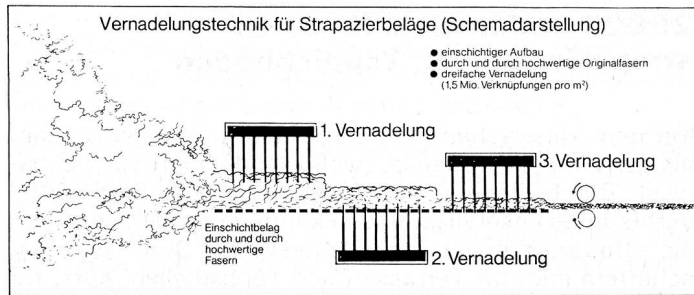 Vernadelungstechnik für Strapazierbeläge (Schemadarstellung)
● einschichtiger Aufbau
● durch und durch hochwertige Originalfasern
● dreifache Vernadelung
(1,5 Mio. Verknüpfungen pro m²)
1. Vernadelung
3. Vernadelung
Einschichtbelag
durch und durch
hochwertige
Fasern
2. Vernadelung